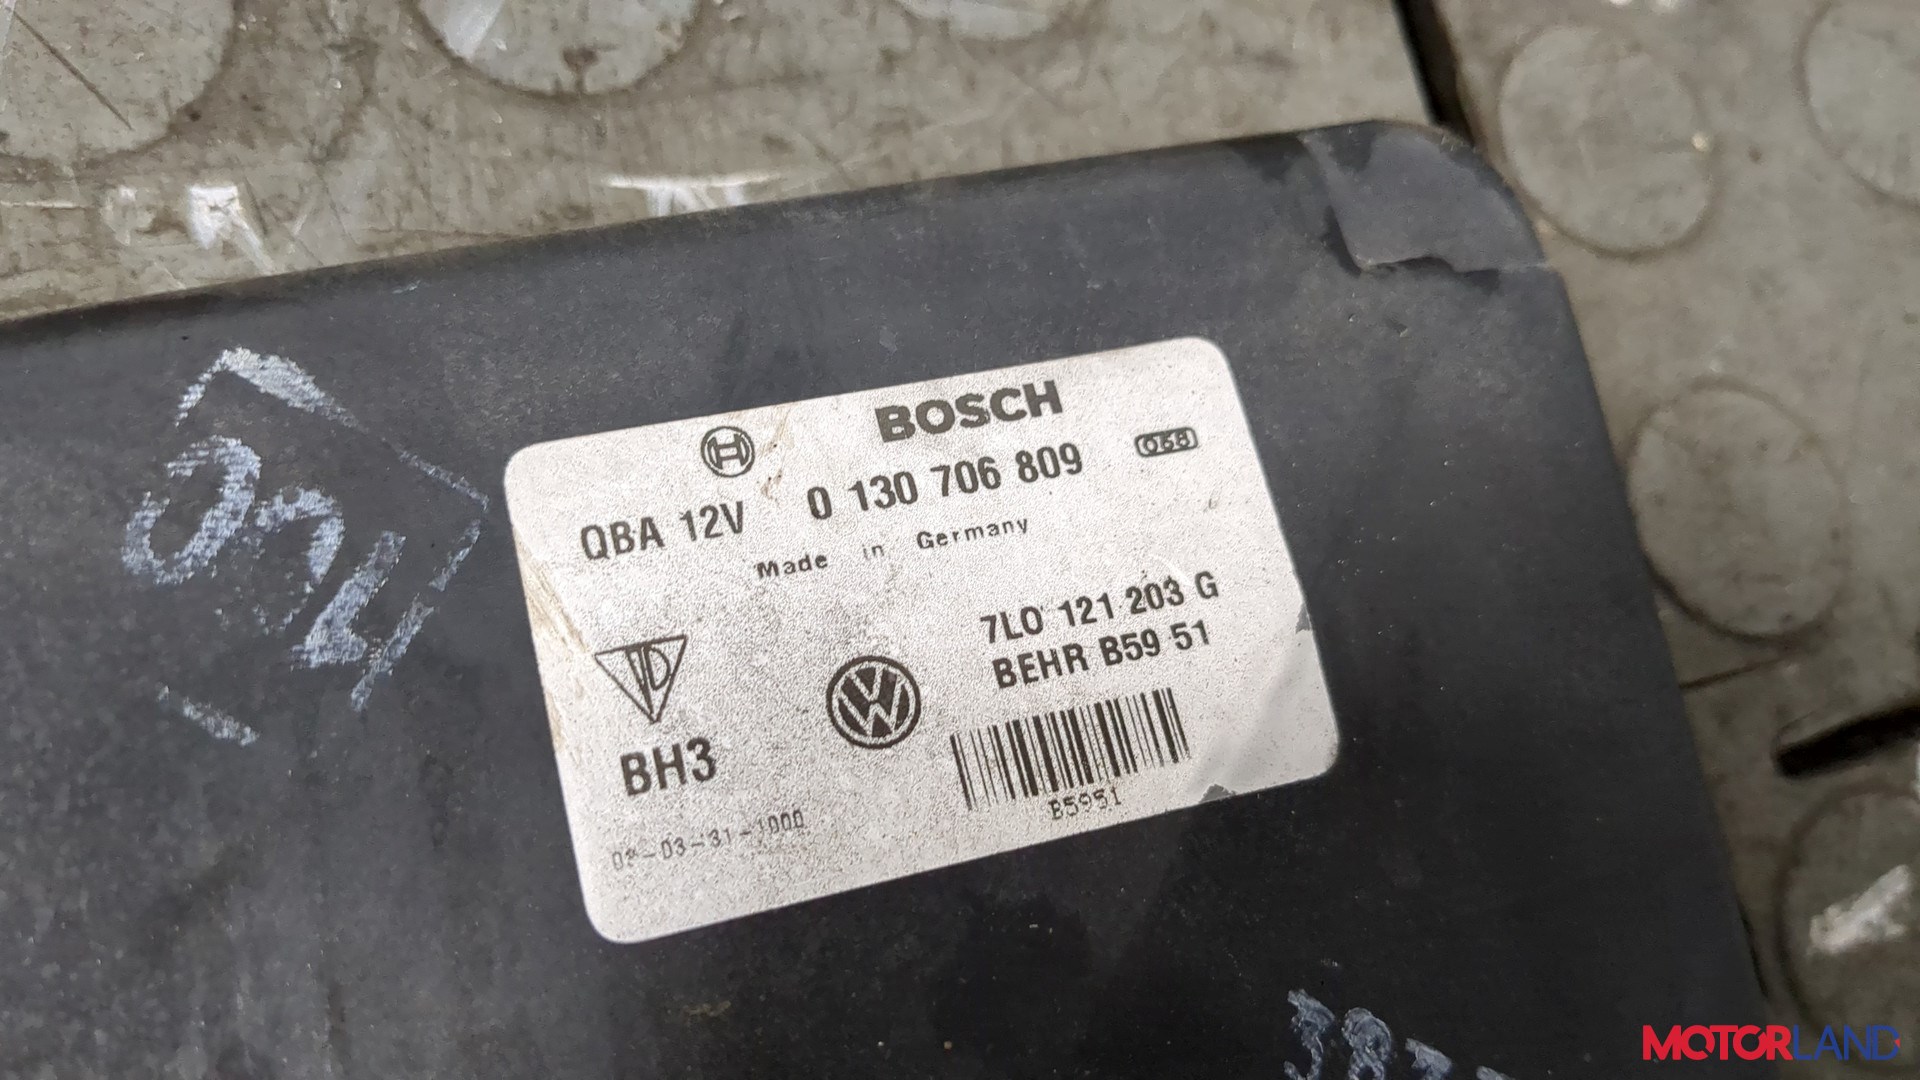 BOSCH
068
QBA 12V 0 130 706 809
Made in Germany
7L0 121 203 G
BEHR B59 51
BH3
B5951
MOTORLAND